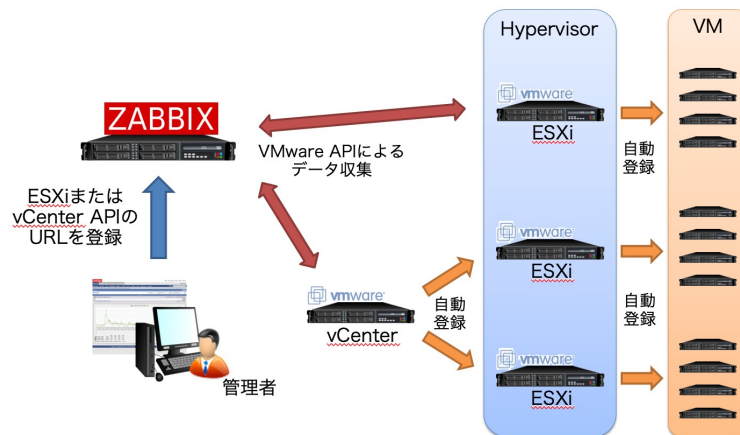 Hypervisor
VM
ZABBIX
vmware
ESXi
自動
登録
VMware APIによる
データ収集
ESXiまたは
vCenter APIの
URLを登録
vmware
ESXi
vmware
vCenter
自動
登録
自動
登録
vmware
ESXi
管理者